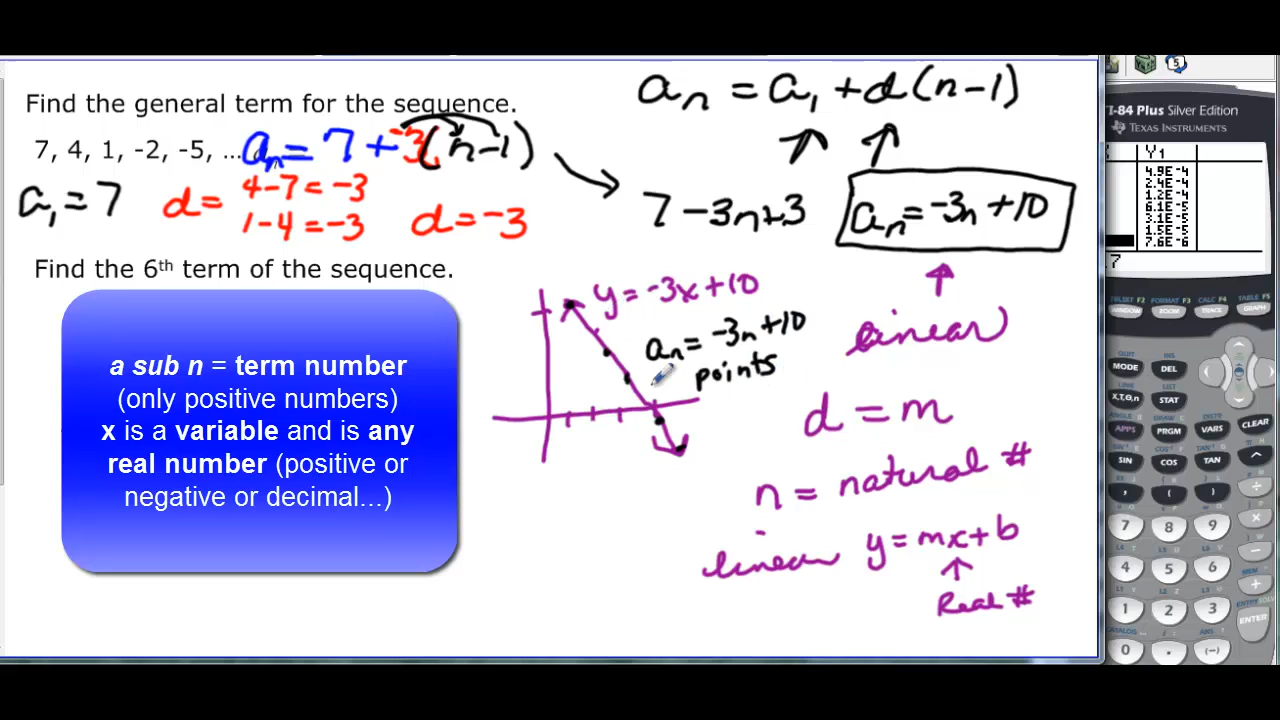 Find the general term for the sequence.
7, 4, 1, -2, -5, ...
aₙ = 7 + -3(n-1)
a₁ = 7
d =
4-7 = -3
1-4 = -3
d = -3
aₙ = a₁ + d(n-1)
7 -3n+3
aₙ = -3n +10
linear
Find the 6th term of the sequence.
a sub n = term number
(only positive numbers)
x is a variable and is any
real number (positive or
negative or decimal...)
y = -3x+10
aₙ = -3n+10
points
d = m
n = natural #
linear y = mx+b
Real #
TI-84 Plus Silver Edition
TEXAS INSTRUMENTS
Y1
4.9E-4
2.4E-4
1.2E-4
6.1E-5
3.1E-5
1.5E-5
7.6E-6
WINDOW
ZOOM
TRACE
GRAPH
MODE
DEL
X,T,Θ,n
STAT
APPS
PRGM
VARS
CLEAR
SIN
COS
TAN
^
,
(
)
÷
7
8
9
×
4
5
6
−
1
2
3
+
0
.
(-)
ENTER